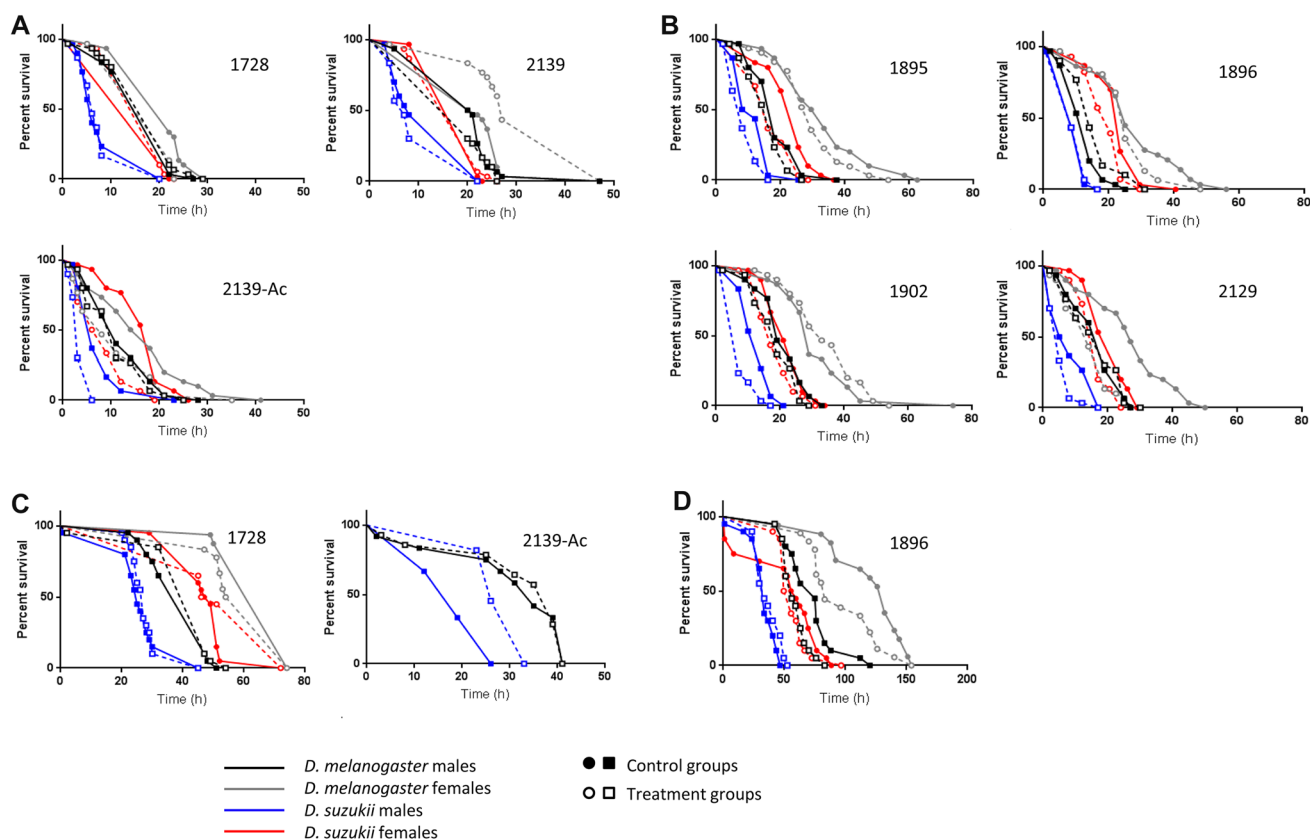 A
B
1728
100
50
0
Percent survival
0 10 20 30 40 50
Time (h)
2139
100
50
0
Percent survival
0 10 20 30 40 50
Time (h)
1895
100
50
0
Percent survival
0 20 40 60 80
Time (h)
1896
100
50
0
Percent survival
0 20 40 60 80
Time (h)
2139-Ac
100
50
0
Percent survival
0 10 20 30 40 50
Time (h)
1902
100
50
0
Percent survival
0 20 40 60 80
Time (h)
2129
100
50
0
Percent survival
0 20 40 60 80
Time (h)
C
D
1728
100
50
0
Percent survival
0 20 40 60 80
Time (h)
2139-Ac
100
50
0
Percent survival
0 10 20 30 40 50
Time (h)
1896
100
50
0
Percent survival
0 50 100 150 200
Time (h)
D. melanogaster males
D. melanogaster females
D. suzukii males
D. suzukii females
Control groups
Treatment groups